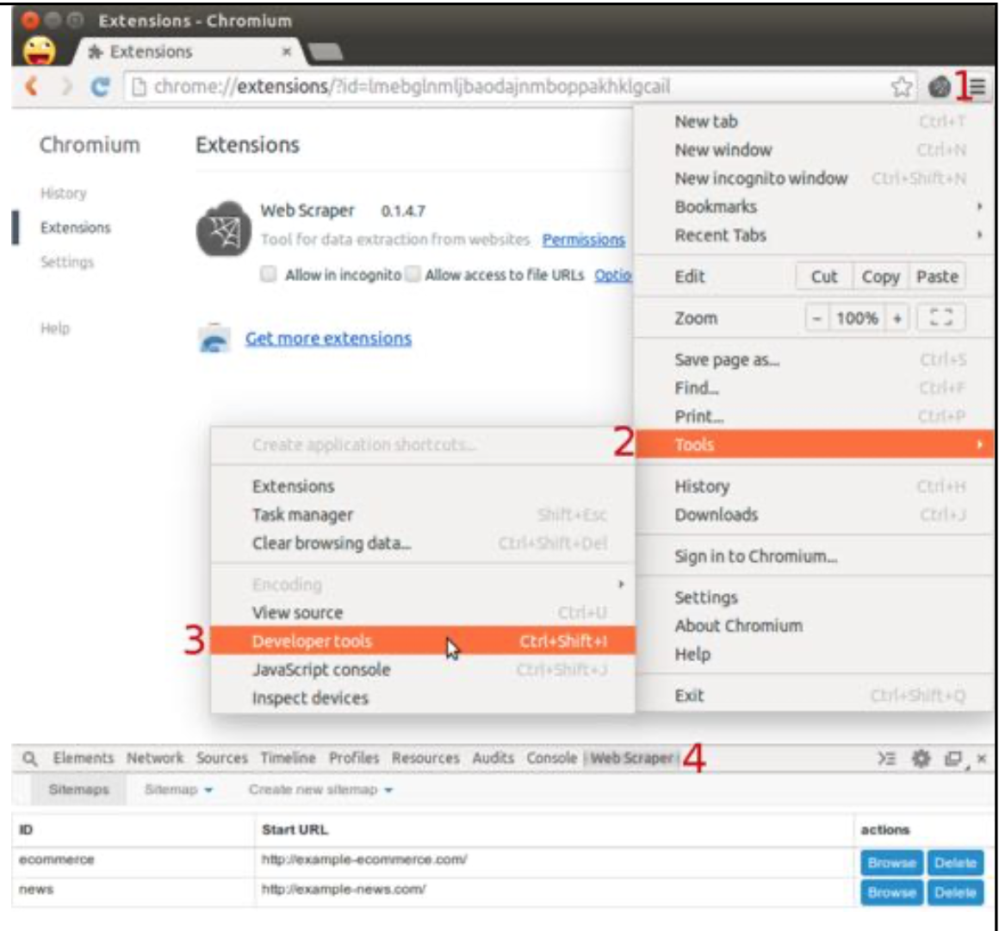 Extensions - Chromium
Extensions ×
chrome://extensions/?id=lmebglnmljbaodajnmboppakhklgcail
1
Chromium
History
Extensions
Settings
Help
Extensions
Web Scraper 0.1.4.7
Tool for data extraction from websites Permissions
Allow in incognito Allow access to file URLs Optio
Get more extensions
New tab Ctrl+T
New window Ctrl+N
New incognito window Ctrl+Shift+N
Bookmarks
Recent Tabs
Edit Cut Copy Paste
Zoom - 100% +
Save page as... Ctrl+S
Find... Ctrl+F
Print... Ctrl+P
2 Tools
History Ctrl+H
Downloads Ctrl+J
Sign in to Chromium...
Settings
About Chromium
Help
Exit Ctrl+Shift+Q
Create application shortcuts...
Extensions
Task manager Shift+Esc
Clear browsing data... Ctrl+Shift+Del
Encoding
View source Ctrl+U
3 Developer tools Ctrl+Shift+I
JavaScript console Ctrl+Shift+J
Inspect devices
Elements Network Sources Timeline Profiles Resources Audits Console Web Scraper 4 ×
Sitemaps Sitemap Create new sitemap
ID Start URL actions
ecommerce http://example-ecommerce.com/ Browse Delete
news http://example-news.com/ Browse Delete